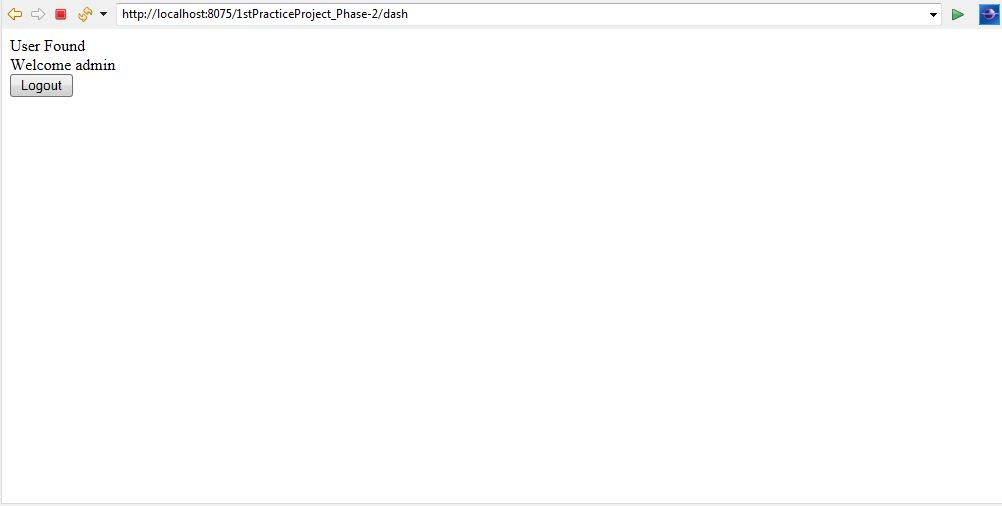 http://localhost:8075/1stPracticeProject_Phase-2/dash
User Found
Welcome admin
Logout